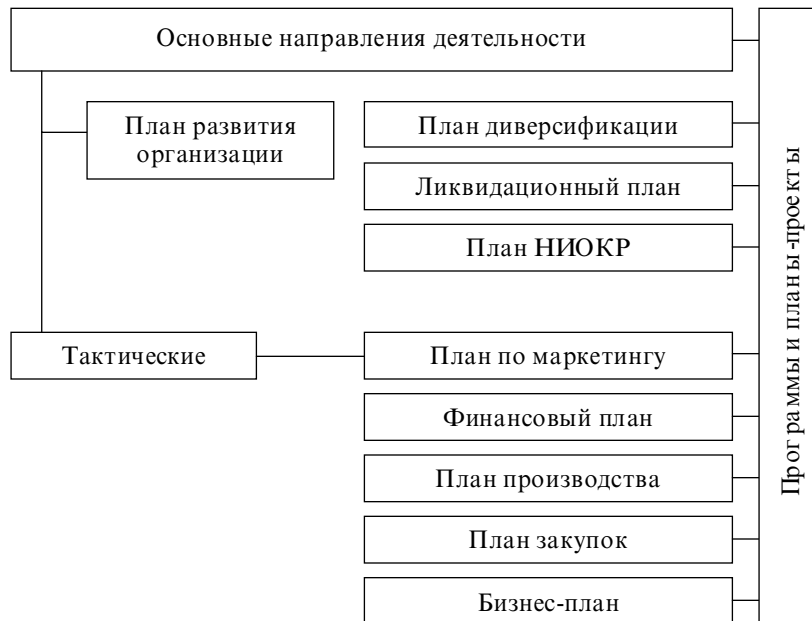 Основные направления деятельности
План развития
организации
План диверсификации
Ликвидационный план
План НИОКР
Тактические
План по маркетингу
Финансовый план
План производства
План закупок
Бизнес-план
Программы и планы-проекты